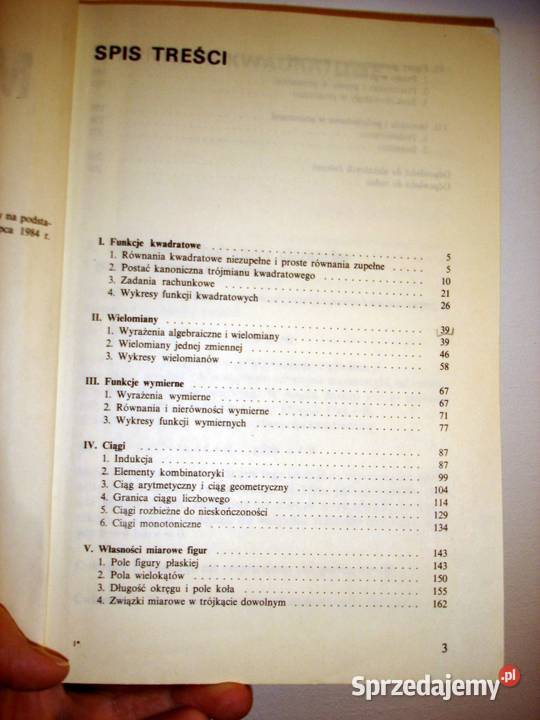 SPIS TREŚCI
na podsta-
pca 1984 r.
I. Funkcje kwadratowe . . . . . 5
1. Równania kwadratowe niezupełne i proste równania zupełne . . . . . 5
2. Postać kanoniczna trójmianu kwadratowego . . . . . 10
3. Zadania rachunkowe . . . . . 21
4. Wykresy funkcji kwadratowych . . . . . 26
II. Wielomiany . . . . . 39
1. Wyrażenia algebraiczne i wielomiany . . . . . 39
2. Wielomiany jednej zmiennej . . . . . 46
3. Wykresy wielomianów . . . . . 58
III. Funkcje wymierne . . . . . 67
1. Wyrażenia wymierne . . . . . 67
2. Równania i nierówności wymierne . . . . . 71
3. Wykresy funkcji wymiernych . . . . . 77
IV. Ciągi . . . . . 87
1. Indukcja . . . . . 87
2. Elementy kombinatoryki . . . . . 99
3. Ciąg arytmetyczny i ciąg geometryczny . . . . . 104
4. Granica ciągu liczbowego . . . . . 114
5. Ciągi rozbieżne do nieskończoności . . . . . 129
6. Ciągi monotoniczne . . . . . 134
V. Własności miarowe figur . . . . . 143
1. Pole figury płaskiej . . . . . 143
2. Pola wielokątów . . . . . 150
3. Długość okręgu i pole koła . . . . . 155
4. Związki miarowe w trójkącie dowolnym . . . . . 162
1*
3
Sprzedajemy.pl